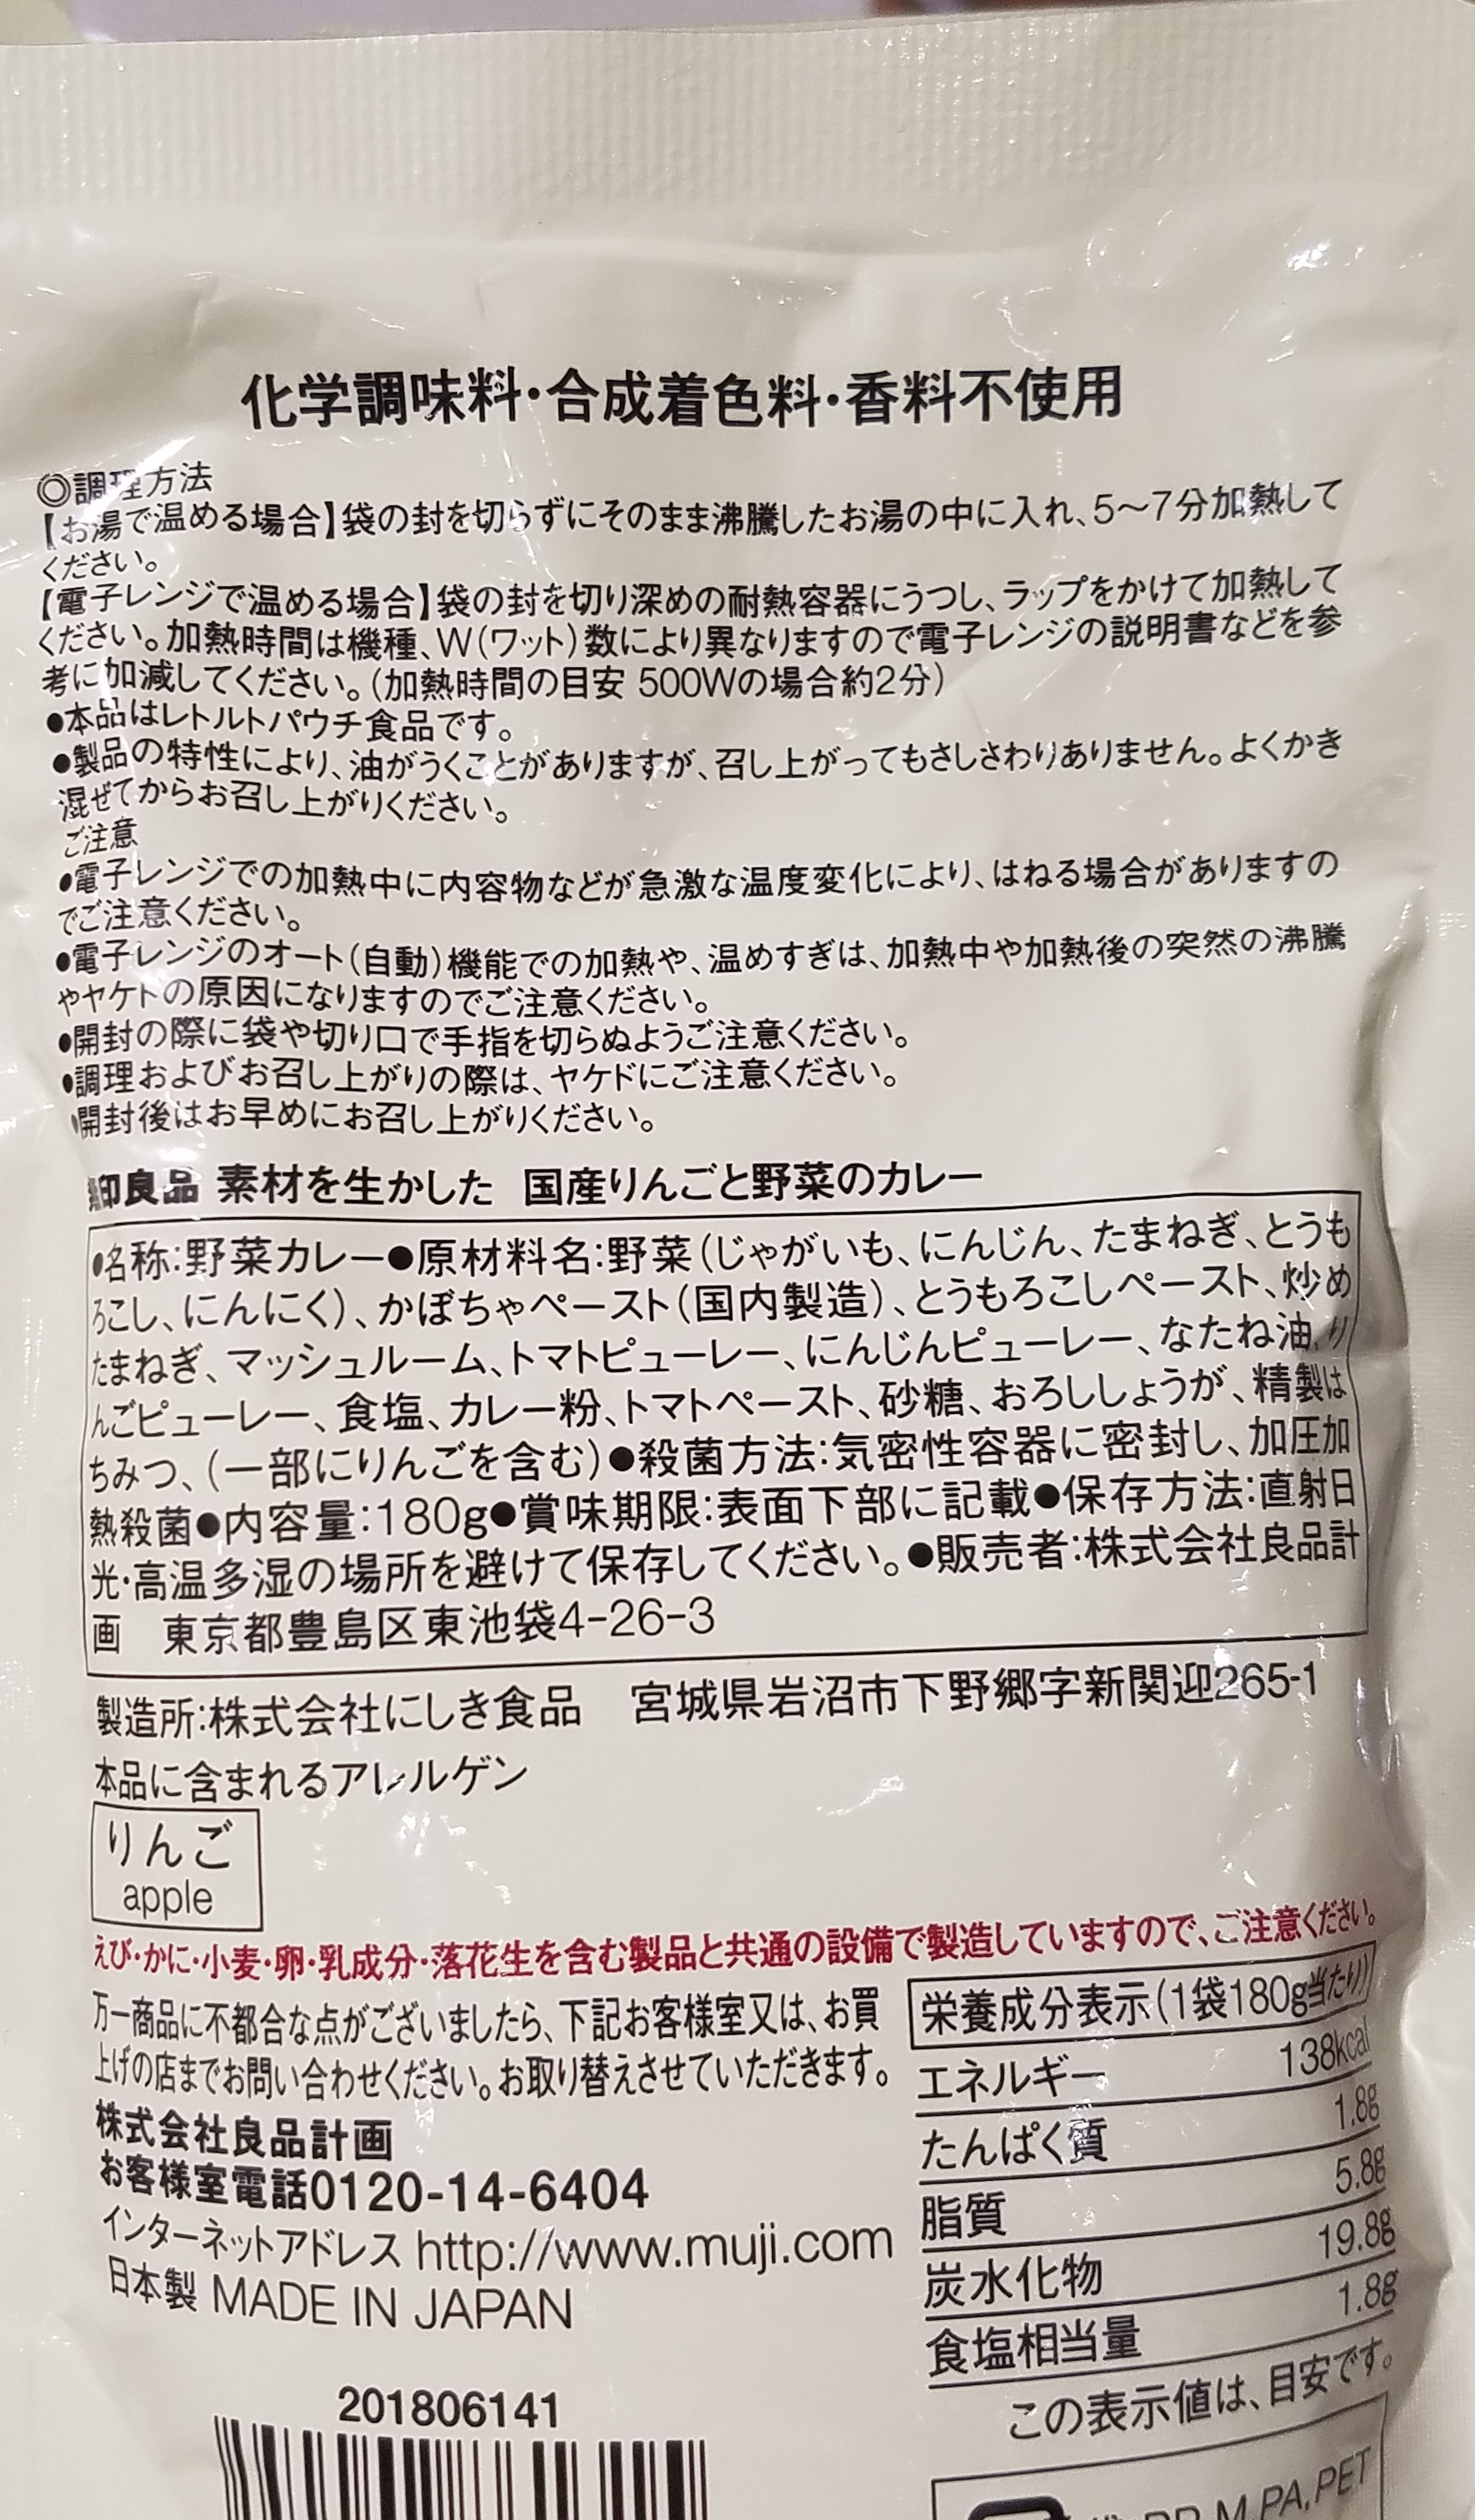 化学調味料・合成着色料・香料不使用
◎調理方法
【お湯で温める場合】袋の封を切らずにそのまま沸騰したお湯の中に入れ、5〜7分加熱して
ください。
【電子レンジで温める場合】袋の封を切り深めの耐熱容器にうつし、ラップをかけて加熱して
ください。加熱時間は機種、W(ワット)数により異なりますので電子レンジの説明書などを参
考に加減してください。(加熱時間の目安 500Wの場合約2分)
●本品はレトルトパウチ食品です。
●製品の特性により、油がうくことがありますが、召し上がってもさしさわりありません。よくかき
混ぜてからお召し上がりください。
ご注意
●電子レンジでの加熱中に内容物などが急激な温度変化により、はねる場合がありますの
でご注意ください。
●電子レンジのオート(自動)機能での加熱や、温めすぎは、加熱中や加熱後の突然の沸騰
やヤケドの原因になりますのでご注意ください。
●開封の際に袋や切り口で手指を切らぬようご注意ください。
●調理およびお召し上がりの際は、ヤケドにご注意ください。
●開封後はお早めにお召し上がりください。
無印良品 素材を生かした 国産りんごと野菜のカレー
●名称:野菜カレー●原材料名:野菜(じゃがいも、にんじん、たまねぎ、とうも
ろこし、にんにく)、かぼちゃペースト(国内製造)、とうもろこしペースト、炒め
たまねぎ、マッシュルーム、トマトピューレー、にんじんピューレー、なたね油、り
んごピューレー、食塩、カレー粉、トマトペースト、砂糖、おろししょうが、精製は
ちみつ、(一部にりんごを含む)●殺菌方法:気密性容器に密封し、加圧加
熱殺菌●内容量:180g●賞味期限:表面下部に記載●保存方法:直射日
光・高温多湿の場所を避けて保存してください。●販売者:株式会社良品計
画 東京都豊島区東池袋4-26-3
製造所:株式会社にしき食品 宮城県岩沼市下野郷字新関迎265-1
本品に含まれるアレルゲン
りんご
apple
えび・かに・小麦・卵・乳成分・落花生を含む製品と共通の設備で製造していますので、ご注意ください。
万一商品に不都合な点がございましたら、下記お客様室又は、お買
上げの店までお問い合わせください。お取り替えさせていただきます。
株式会社良品計画
お客様室電話0120-14-6404
インターネットアドレス http://www.muji.com
日本製 MADE IN JAPAN
201806141
栄養成分表示(1袋180g当たり)
エネルギー 138kcal
たんぱく質 1.8g
脂質 5.8g
炭水化物 19.8g
食塩相当量 1.8g
この表示値は、目安です。
M,PA,PET